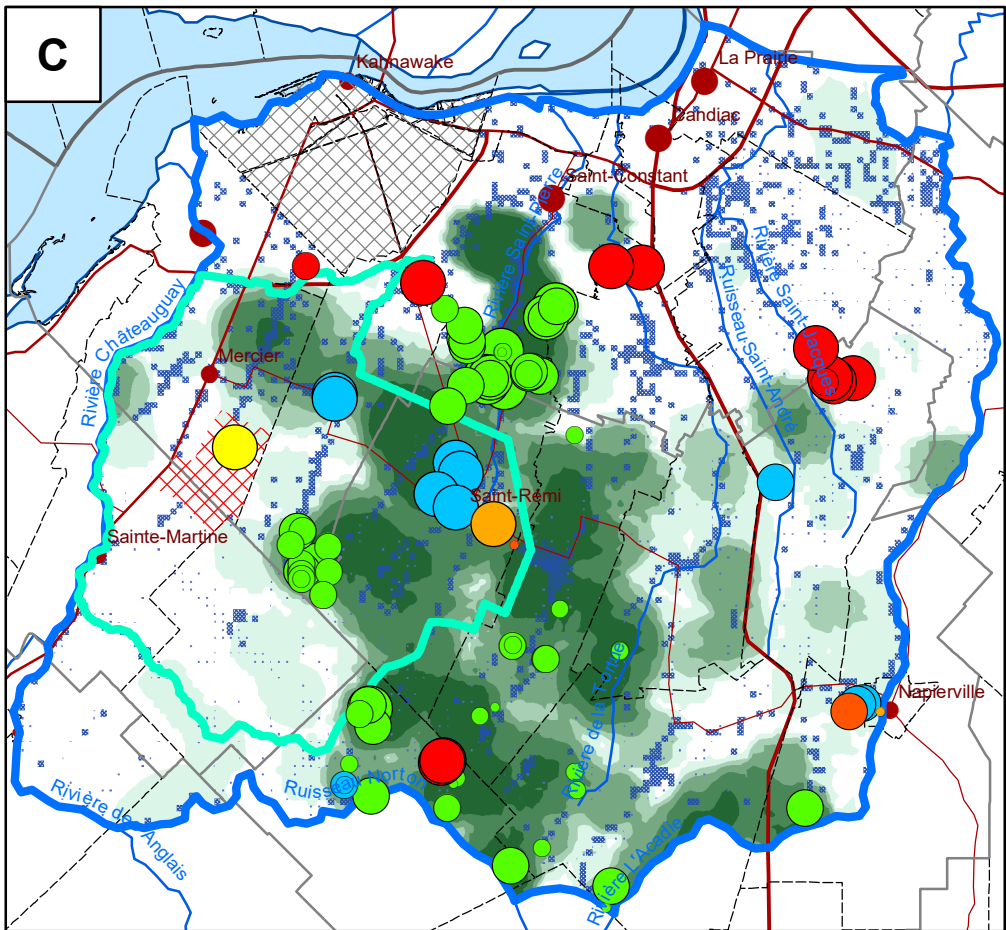 C
Kahnawake
La Prairie
Candiac
Saint-Constant
Rivière Saint-Pierre
Rivière Saint-Jacques
Ruisseau-Saint-André
Rivière Châteauguay
Mercier
Saint-Rémi
Sainte-Martine
Rivière de la Tortue
Napierville
Ruisseau Norto
Rivière des Anglais
Rivière L'Acadie